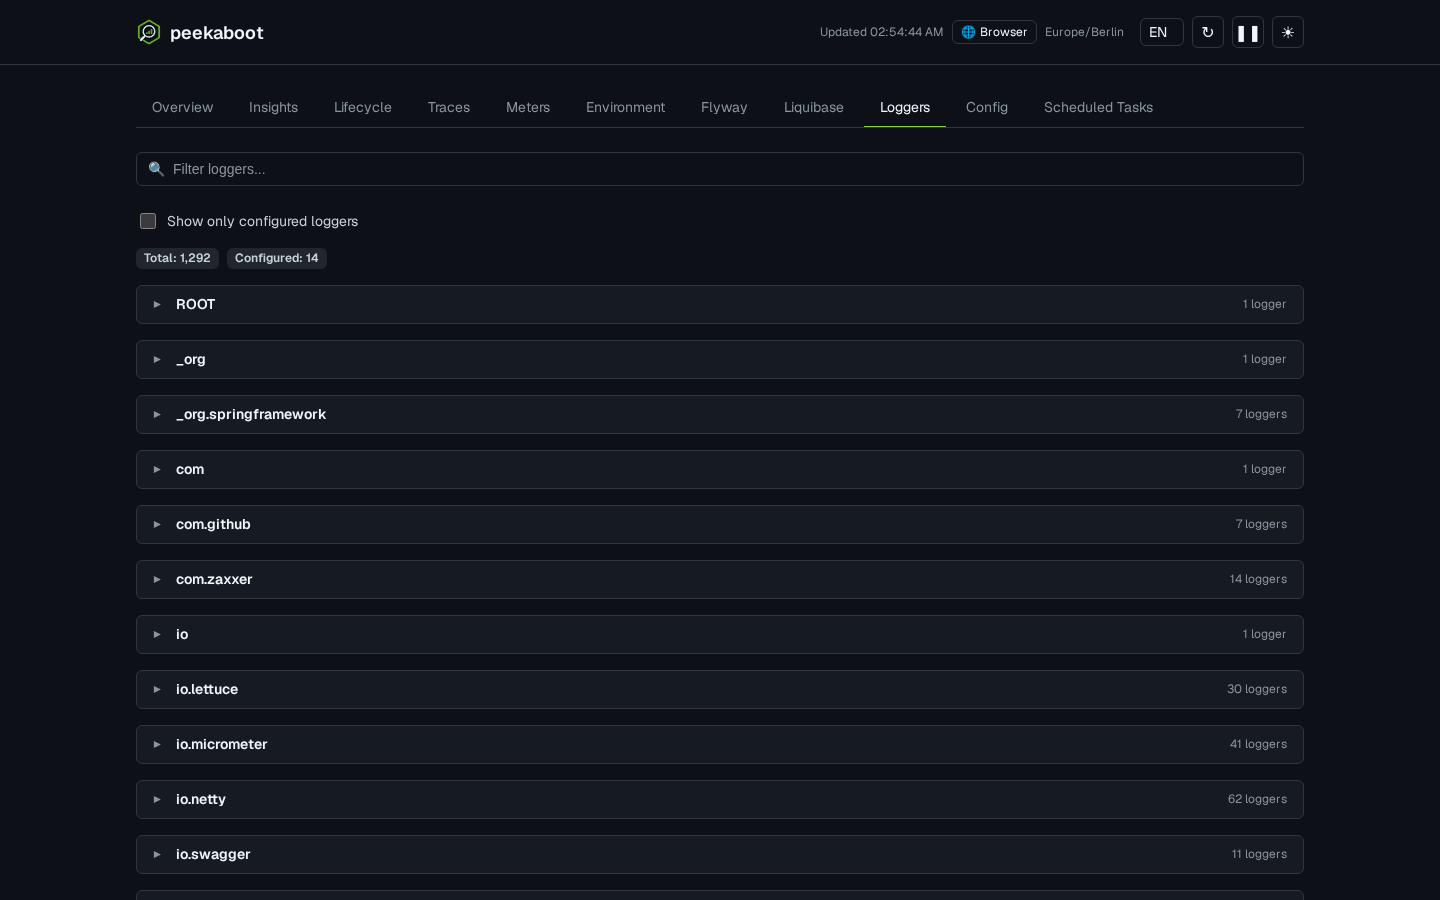 peekaboot
Updated 02:54:44 AM
Browser
Europe/Berlin
EN
Overview
Insights
Lifecycle
Traces
Meters
Environment
Flyway
Liquibase
Loggers
Config
Scheduled Tasks
Filter loggers...
Show only configured loggers
Total: 1,292
Configured: 14
ROOT
1 logger
_org
1 logger
_org.springframework
7 loggers
com
1 logger
com.github
7 loggers
com.zaxxer
14 loggers
io
1 logger
io.lettuce
30 loggers
io.micrometer
41 loggers
io.netty
62 loggers
io.swagger
11 loggers